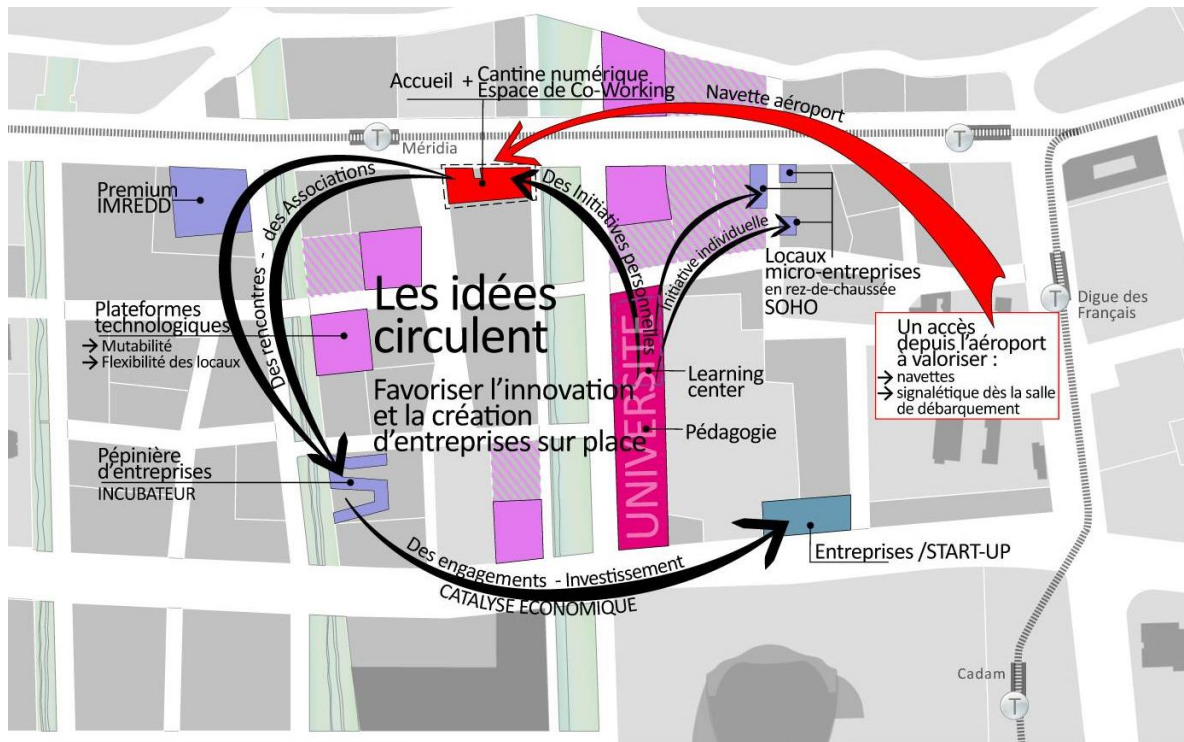 Accueil + Cantine numérique
Espace de Co-Working
Navette aéroport
T
Méridia
T
Premium
IMREDD
Des rencontres - des Associations
Des Initiatives personnelles
Initiative individuelle
Locaux
micro-entreprises
en rez-de-chaussée
SOHO
T
Digue des
Français
Un accès
depuis l'aéroport
à valoriser :
→ navettes
→ signalétique dès la salle
de débarquement
Plateformes
technologiques
→ Mutabilité
→ Flexibilité des locaux
Les idées
circulent
Favoriser l'innovation
et la création
d'entreprises sur place
UNIVERSITE
Learning
center
Pédagogie
Pépinière
d'entreprises
INCUBATEUR
Des engagements - Investissement
CATALYSE ECONOMIQUE
Entreprises /START-UP
Cadam
T